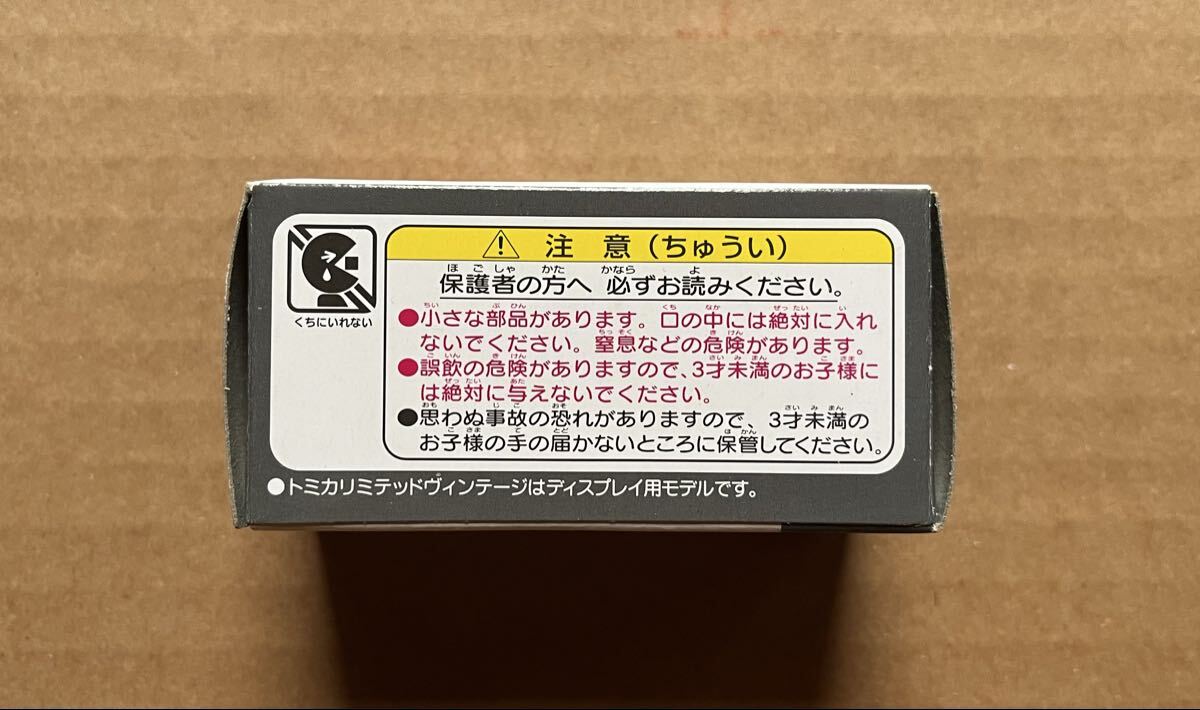 くちにいれない
注意(ちゅうい)
保護者の方へ 必ずお読みください。
●小さな部品があります。口の中には絶対に入れ
ないでください。窒息などの危険があります。
●誤飲の危険がありますので、3才未満のお子様に
は絶対に与えないでください。
●思わぬ事故の恐れがありますので、3才未満の
お子様の手の届かないところに保管してください。
●トミカリミテッドヴィンテージはディスプレイ用モデルです。